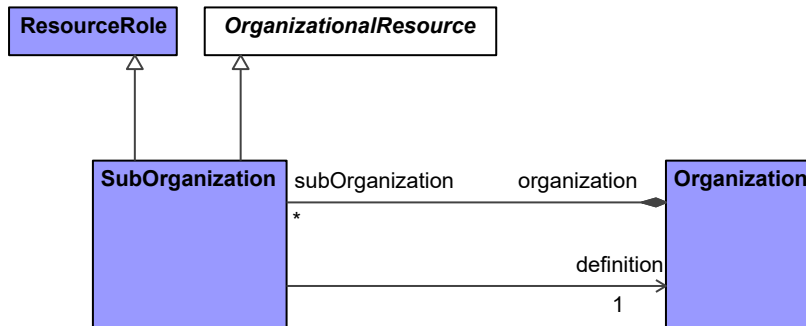 ResourceRole
OrganizationalResource
SubOrganization
subOrganization
organization
Organization
*
definition
1